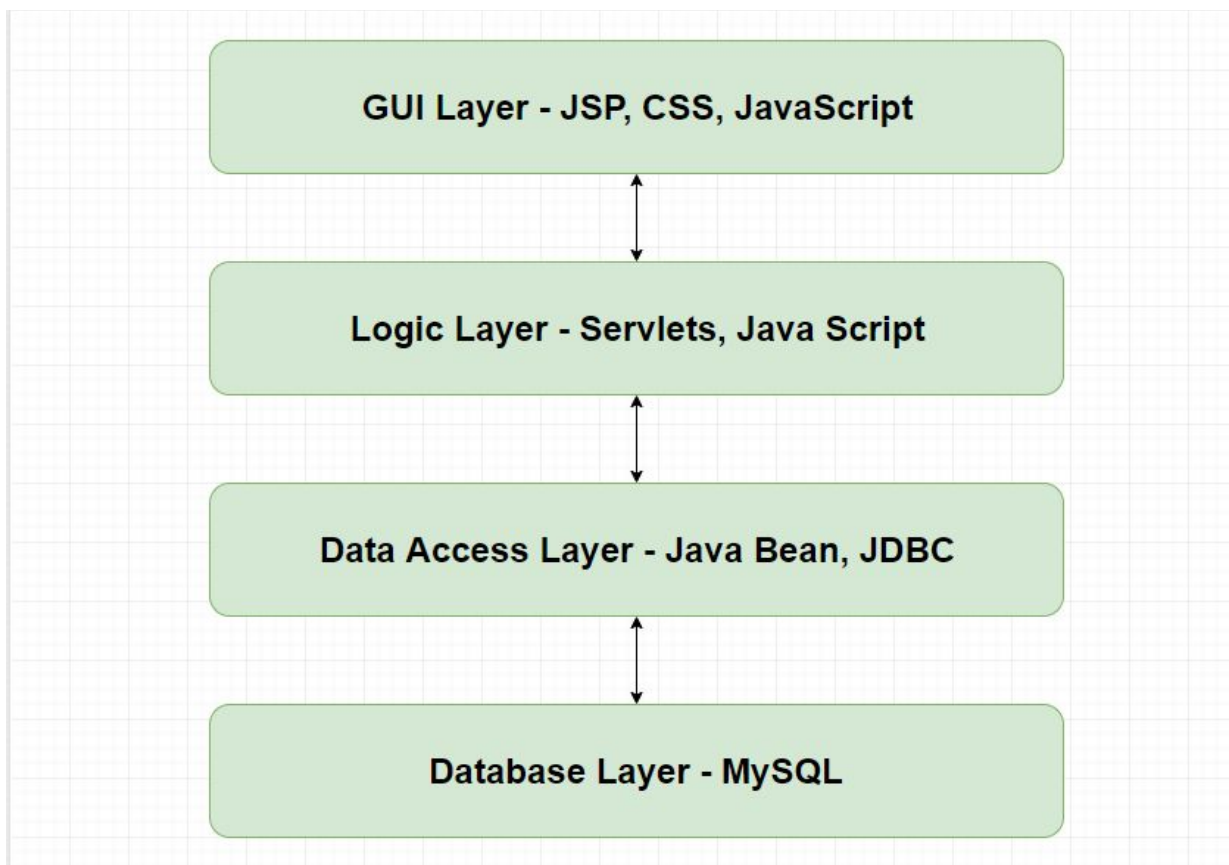 GUI Layer - JSP, CSS, JavaScript
Logic Layer - Servlets, Java Script
Data Access Layer - Java Bean, JDBC
Database Layer - MySQL